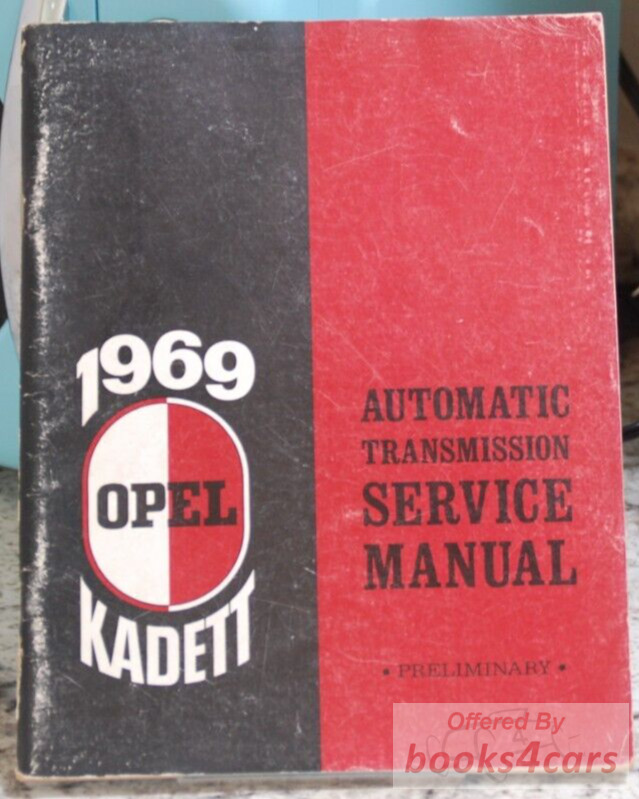 1969
OPEL
KADETT
AUTOMATIC
TRANSMISSION
SERVICE
MANUAL
• PRELIMINARY •
Offered By
books4cars